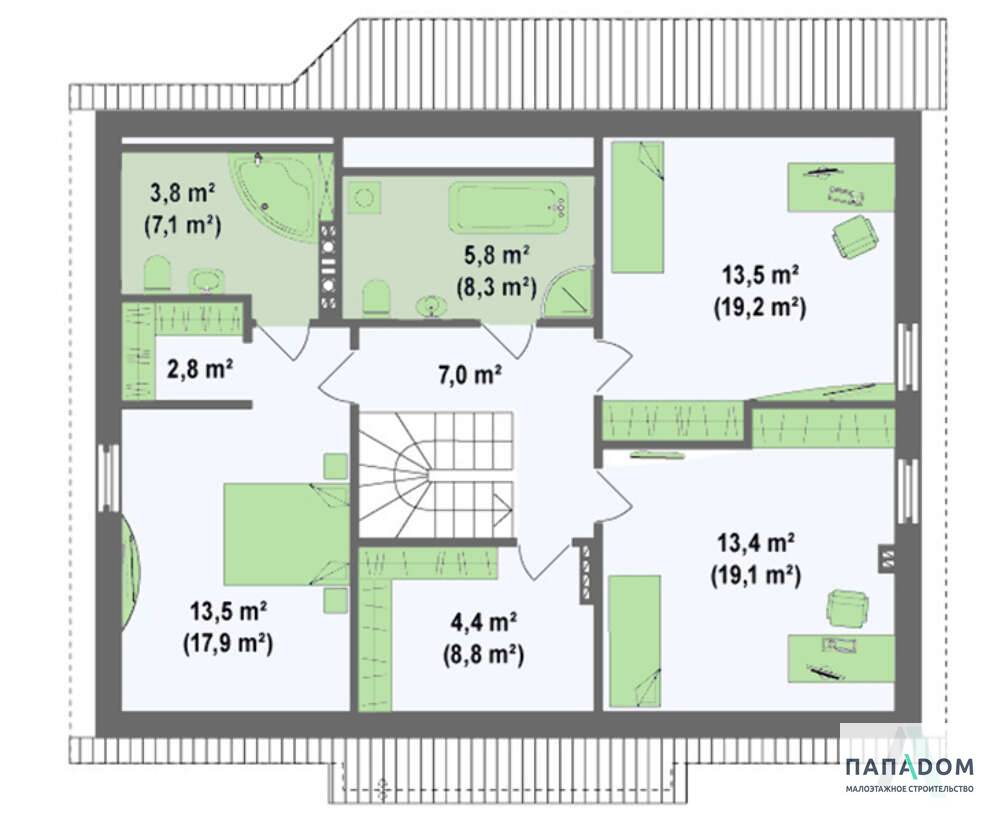 3,8 m²
(7,1 m²)
5,8 m²
(8,3 m²)
13,5 m²
(19,2 m²)
2,8 m²
7,0 m²
13,4 m²
(19,1 m²)
13,5 m²
(17,9 m²)
4,4 m²
(8,8 m²)
ПАПАDОМ
МАЛОЭТАЖНОЕ СТРОИТЕЛЬСТВО